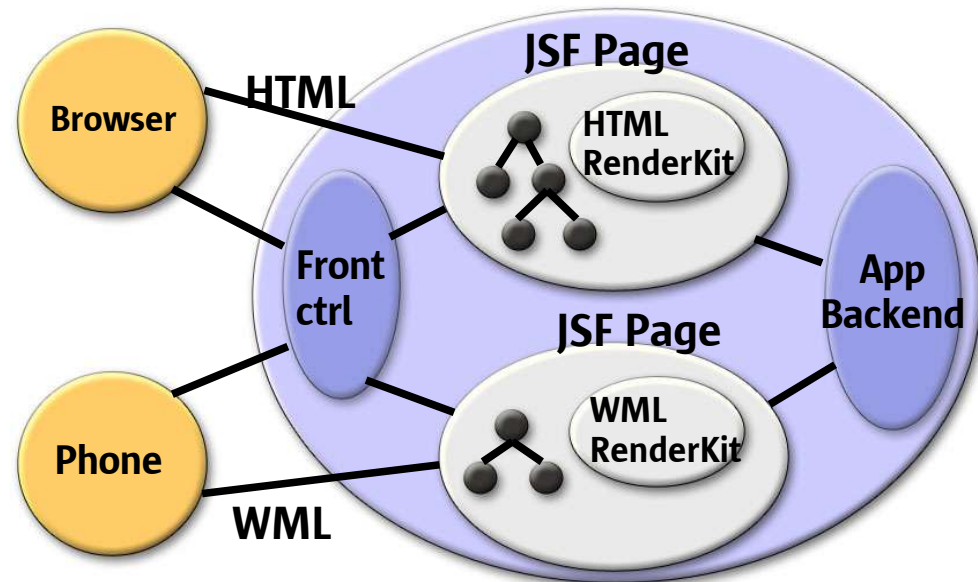 JSF Page
HTML
Browser
HTML
RenderKit
Front
ctrl
App
Backend
JSF Page
WML
RenderKit
Phone
WML